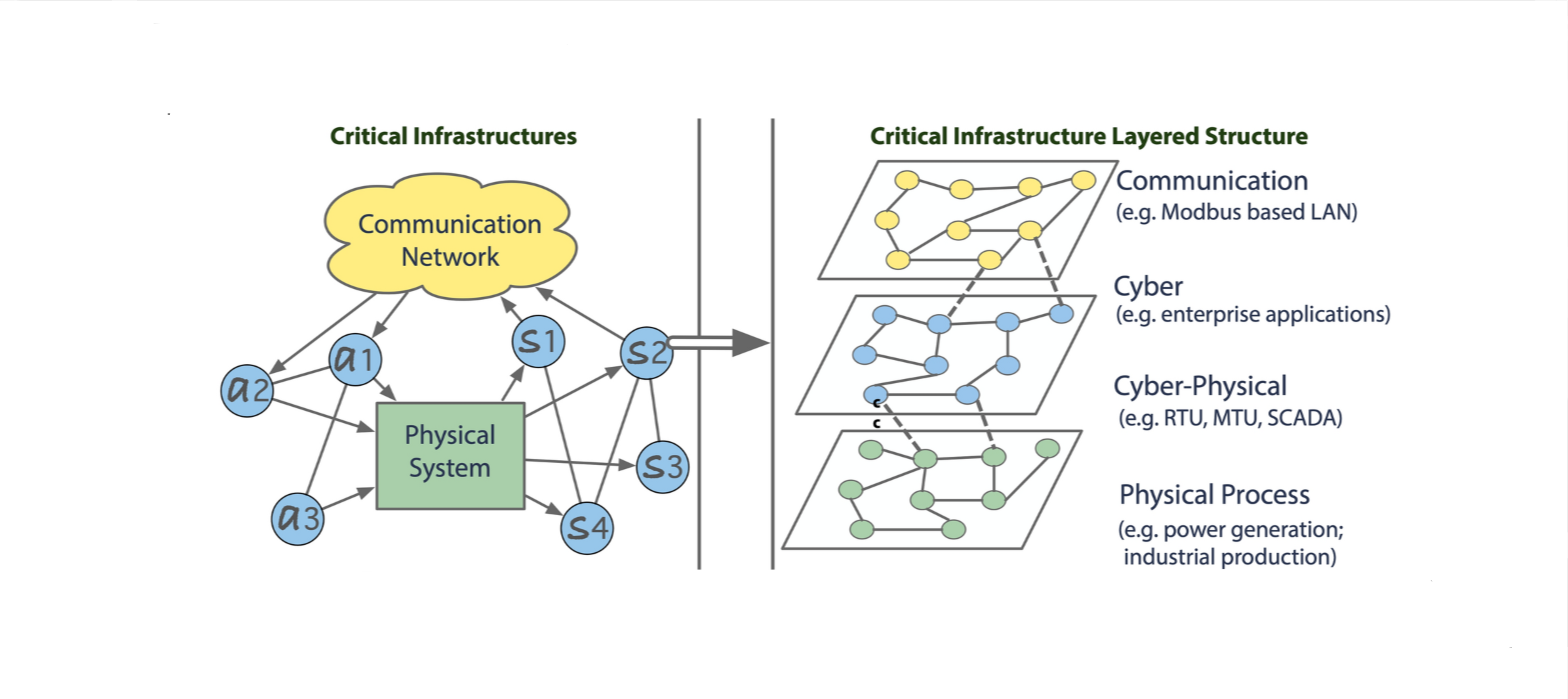 Critical Infrastructures
Communication
Network
a1
a2
a3
s1
s2
s3
s4
Physical
System
Critical Infrastructure Layered Structure
Communication
(e.g. Modbus based LAN)
Cyber
(e.g. enterprise applications)
Cyber-Physical
(e.g. RTU, MTU, SCADA)
c
c
Physical Process
(e.g. power generation;
industrial production)